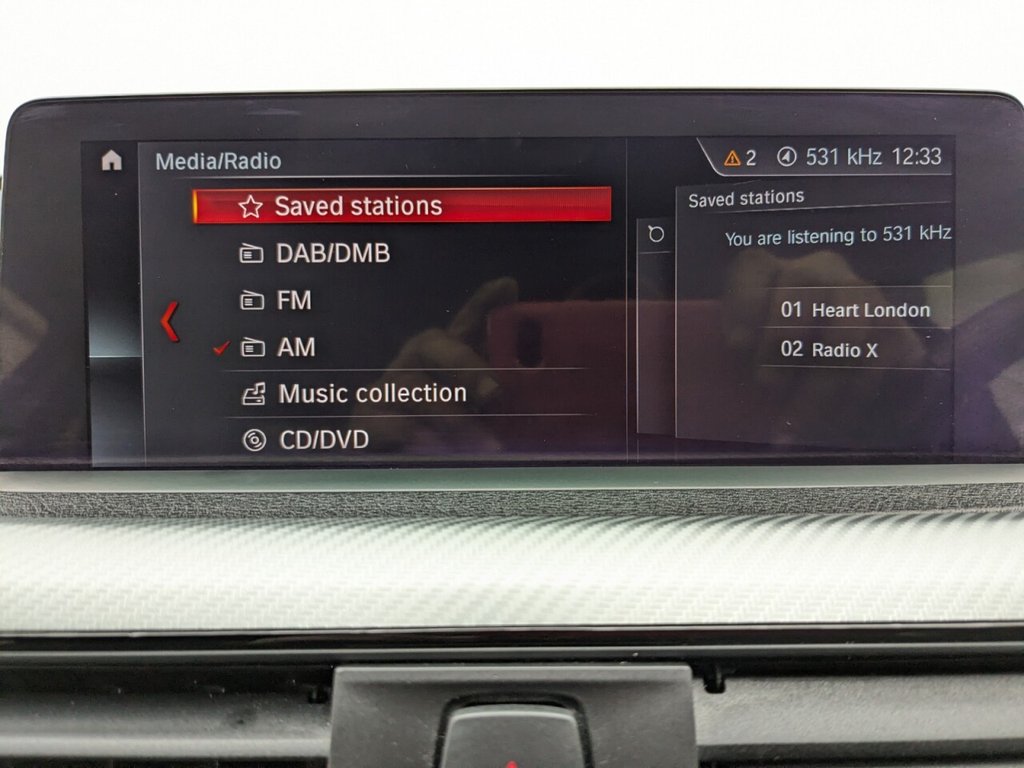 Media/Radio
2 531 kHz 12:33
Saved stations
DAB/DMB
FM
AM
Music collection
CD/DVD
Saved stations
You are listening to 531 kHz
01 Heart London
02 Radio X